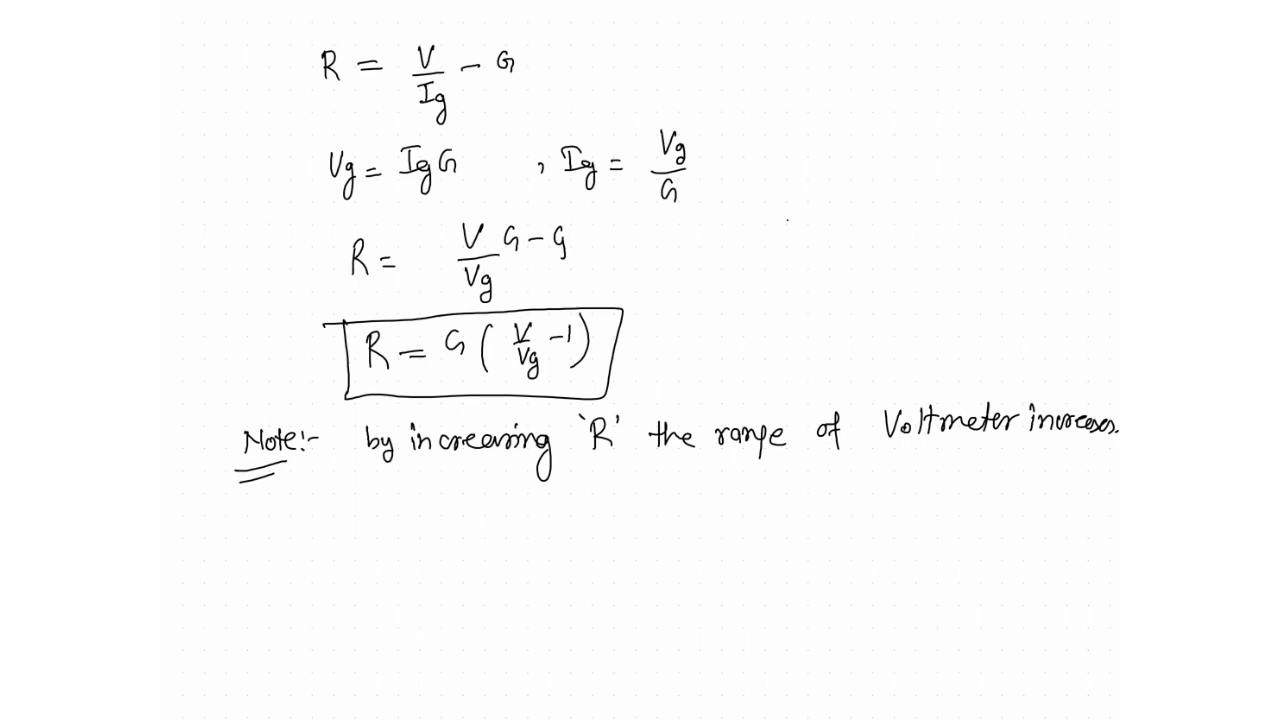 R = V/Ig - G
Vg = IgG , Ig = Vg/G
R = V/Vg G - G
R = G ( V/Vg - 1 )
Note:- by increasing 'R' the range of Voltmeter increases.